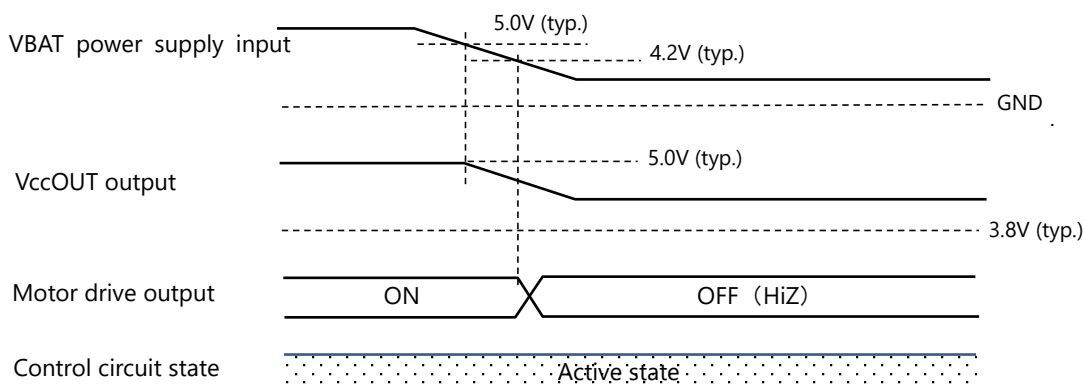 5.0V (typ.)
VBAT power supply input
4.2V (typ.)
GND
.
5.0V (typ.)
VccOUT output
3.8V (typ.)
Motor drive output
ON
OFF（HiZ）
Control circuit state
Active state